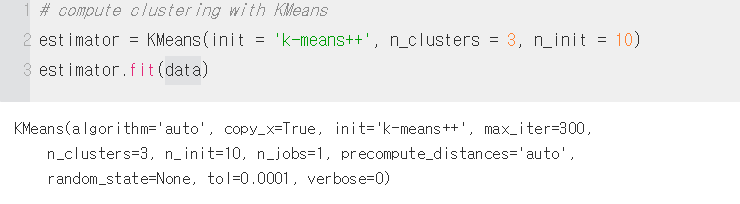 1 # compute clustering with KMeans
2 estimator = KMeans(init = 'k-means++', n_clusters = 3, n_init = 10)
3 estimator.fit(data)
KMeans(algorithm='auto', copy_x=True, init='k-means++', max_iter=300,
    n_clusters=3, n_init=10, n_jobs=1, precompute_distances='auto',
    random_state=None, tol=0.0001, verbose=0)